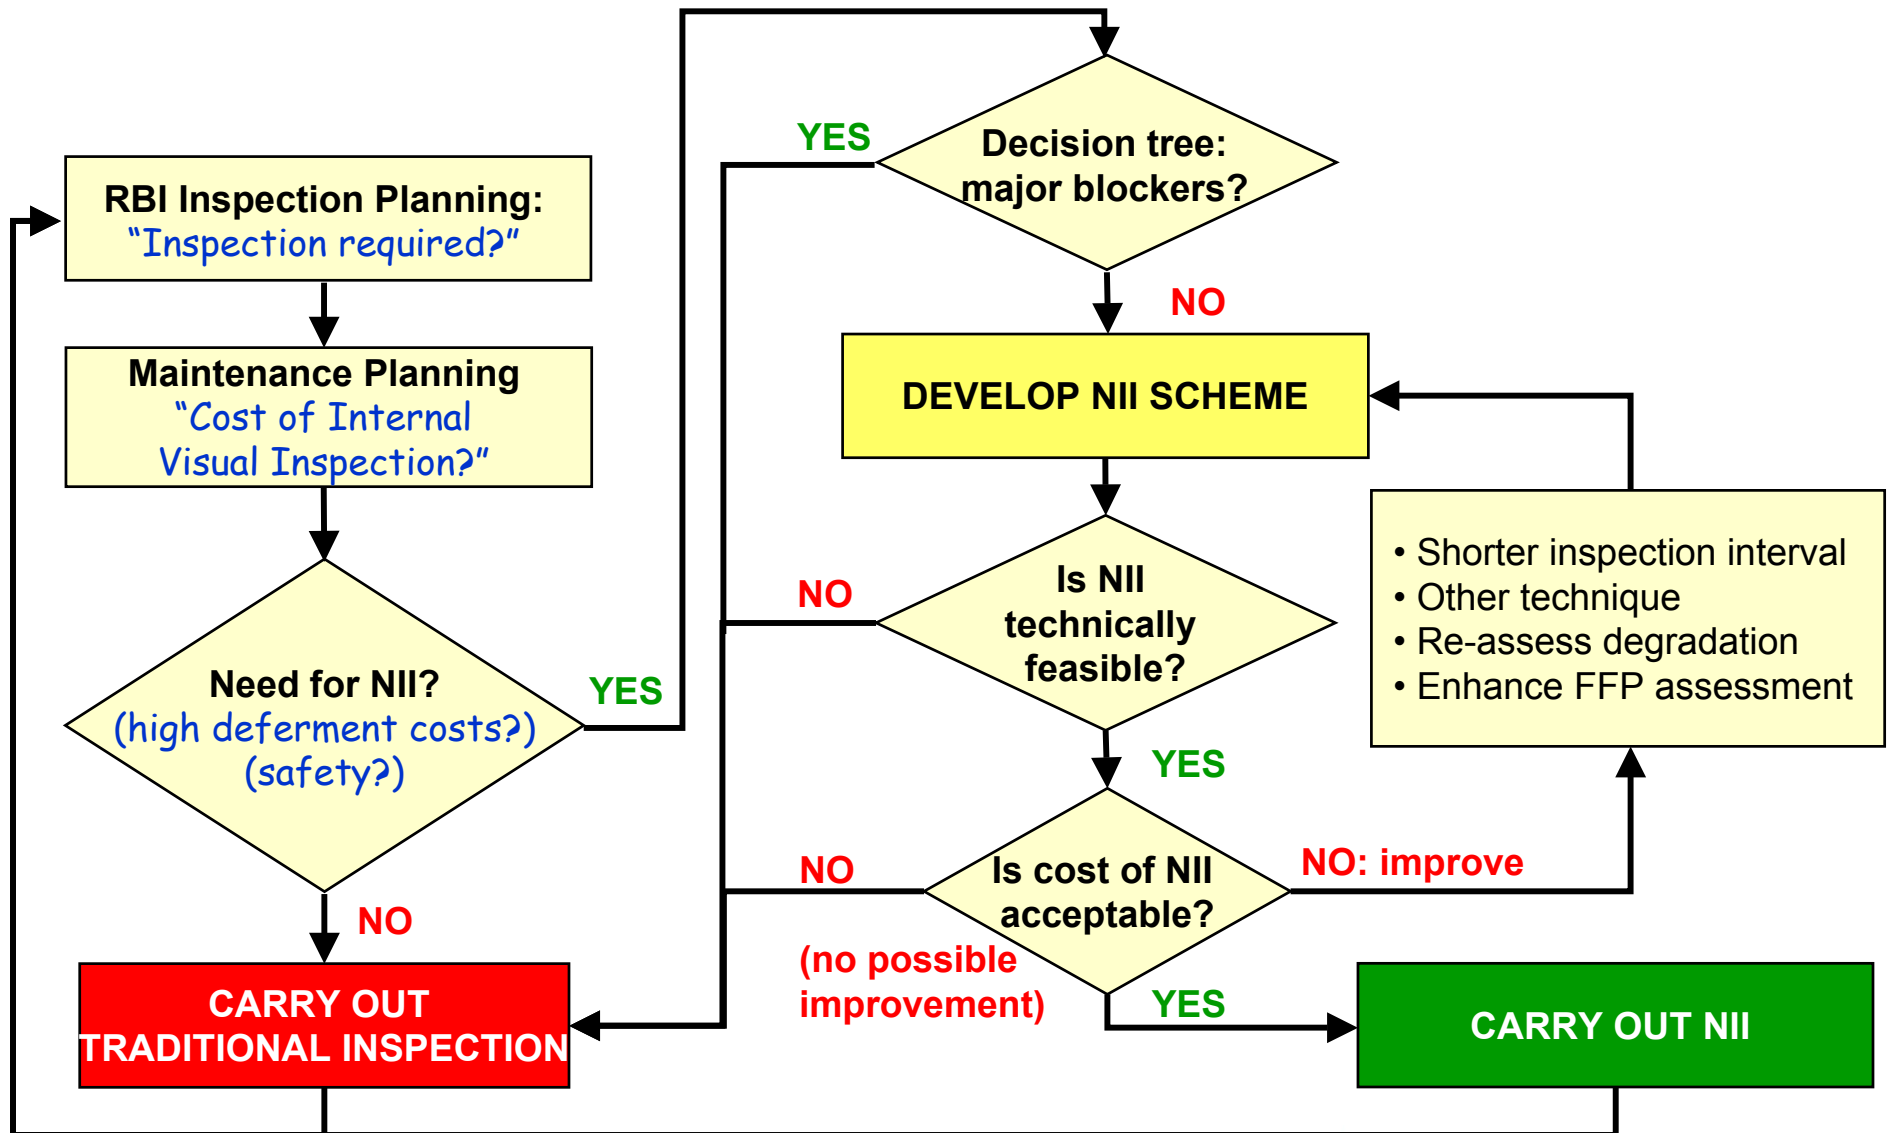 RBI Inspection Planning:
“Inspection required?”
Maintenance Planning
“Cost of Internal
Visual Inspection?”
Need for NII?
(high deferment costs?)
(safety?)
YES
NO
CARRY OUT
TRADITIONAL INSPECTION
Decision tree:
major blockers?
YES
NO
DEVELOP NII SCHEME
Is NII
technically
feasible?
NO
YES
Is cost of NII
acceptable?
NO
(no possible
improvement)
NO: improve
YES
• Shorter inspection interval
• Other technique
• Re-assess degradation
• Enhance FFP assessment
CARRY OUT NII